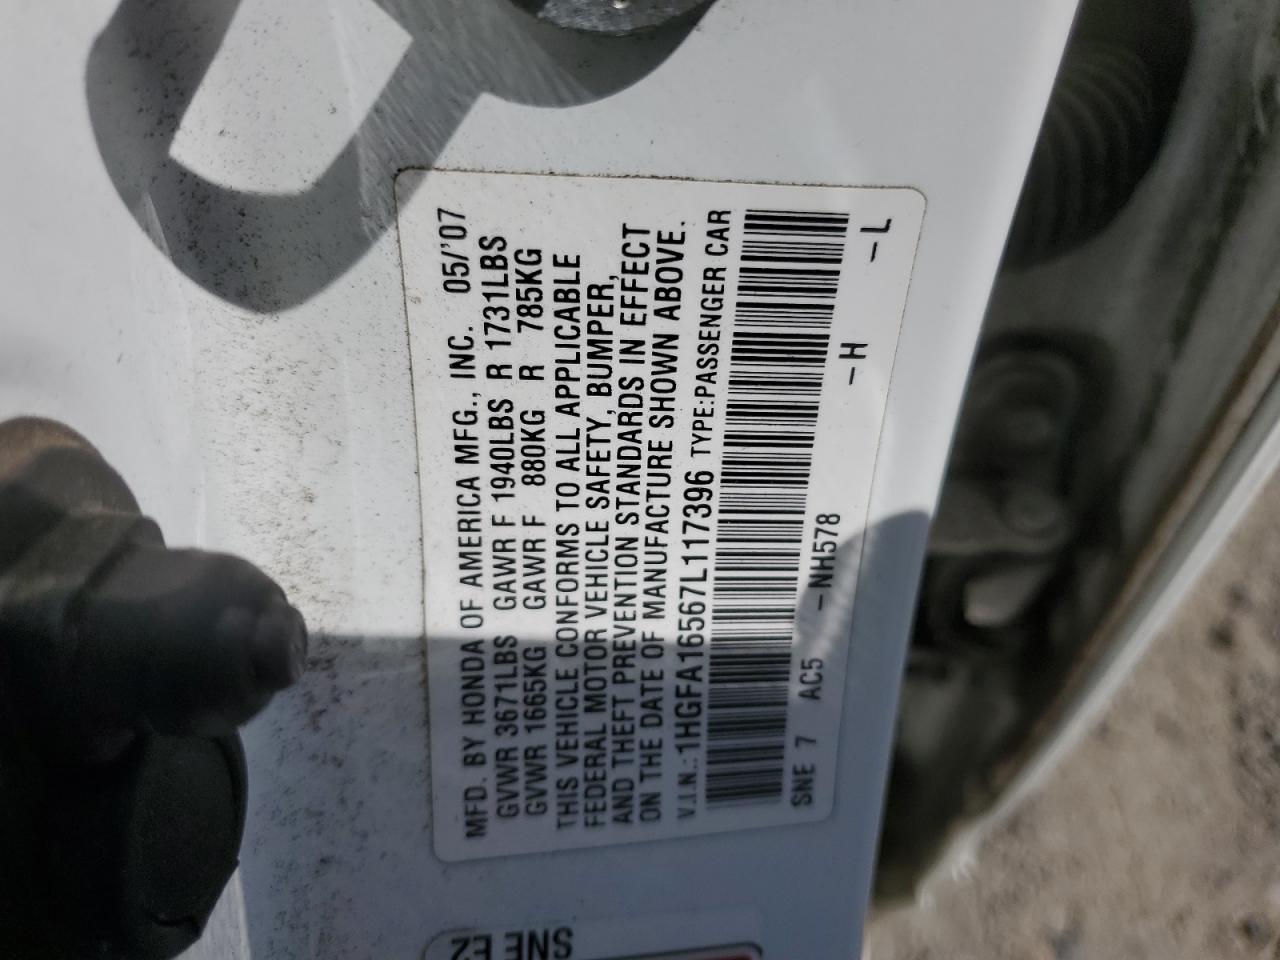 MFD. BY HONDA OF AMERICA MFG., INC. 05/'07
GVWR 3671LBS GAWR F 1940LBS R 1731LBS
GVWR 1665KG GAWR F 880KG R 785KG
THIS VEHICLE CONFORMS TO ALL APPLICABLE
FEDERAL MOTOR VEHICLE SAFETY, BUMPER,
AND THEFT PREVENTION STANDARDS IN EFFECT
ON THE DATE OF MANUFACTURE SHOWN ABOVE.
V.I.N.: 1HGFA16567L117396 TYPE:PASSENGER CAR
SNE 7 AC5 -NH578 -H -L
SNE